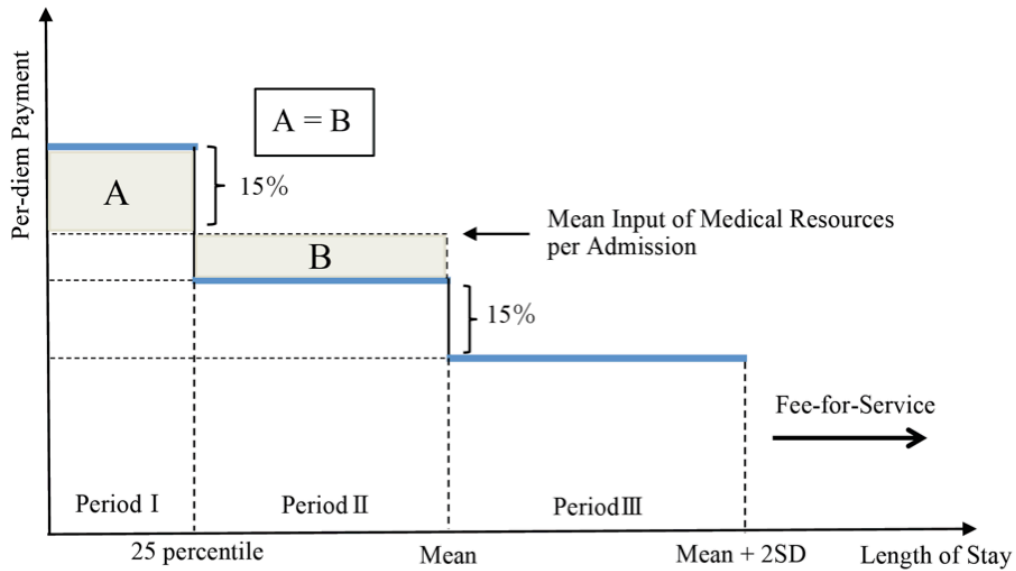 Per-diem Payment
A = B
A
15%
Mean Input of Medical Resources
per Admission
B
15%
Fee-for-Service
Period Ⅰ
Period Ⅱ
Period Ⅲ
25 percentile
Mean
Mean + 2SD
Length of Stay